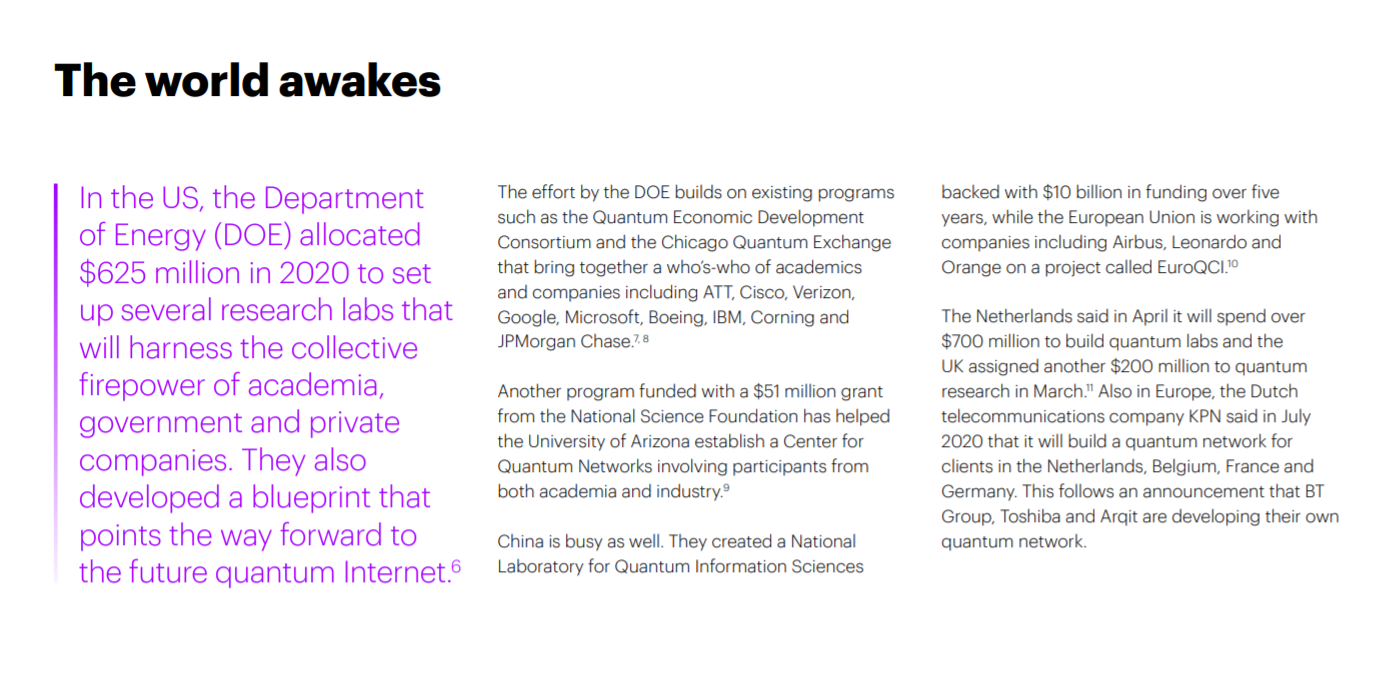 The world awakes
In the US, the Department
of Energy (DOE) allocated
$625 million in 2020 to set
up several research labs that
will harness the collective
firepower of academia,
government and private
companies. They also
developed a blueprint that
points the way forward to
the future quantum Internet.⁶
The effort by the DOE builds on existing programs
such as the Quantum Economic Development
Consortium and the Chicago Quantum Exchange
that bring together a who’s-who of academics
and companies including ATT, Cisco, Verizon,
Google, Microsoft, Boeing, IBM, Corning and
JPMorgan Chase.⁷˒ ⁸
Another program funded with a $51 million grant
from the National Science Foundation has helped
the University of Arizona establish a Center for
Quantum Networks involving participants from
both academia and industry.⁹
China is busy as well. They created a National
Laboratory for Quantum Information Sciences
backed with $10 billion in funding over five
years, while the European Union is working with
companies including Airbus, Leonardo and
Orange on a project called EuroQCI.¹⁰
The Netherlands said in April it will spend over
$700 million to build quantum labs and the
UK assigned another $200 million to quantum
research in March.¹¹ Also in Europe, the Dutch
telecommunications company KPN said in July
2020 that it will build a quantum network for
clients in the Netherlands, Belgium, France and
Germany. This follows an announcement that BT
Group, Toshiba and Arqit are developing their own
quantum network.